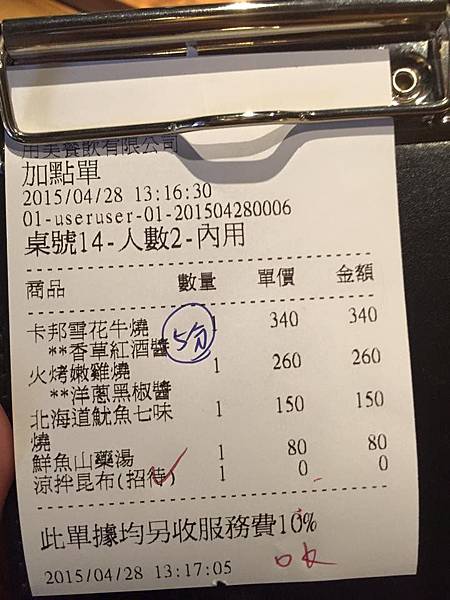 用美餐飲有限公司
加點單
2015/04/28 13:16:30
01-useruser-01-201504280006
桌號14-人數2-內用
商品 數量 單價 金額
卡邦雪花牛燒 1 340 340
**香草紅酒醬
5分
火烤嫩雞燒 1 260 260
**洋蔥黑椒醬
北海道魷魚七味 1 150 150
燒
鮮魚山藥湯 1 80 80
涼拌昆布(招待) 1 0 0
此單據均另收服務費10%
2015/04/28 13:17:05